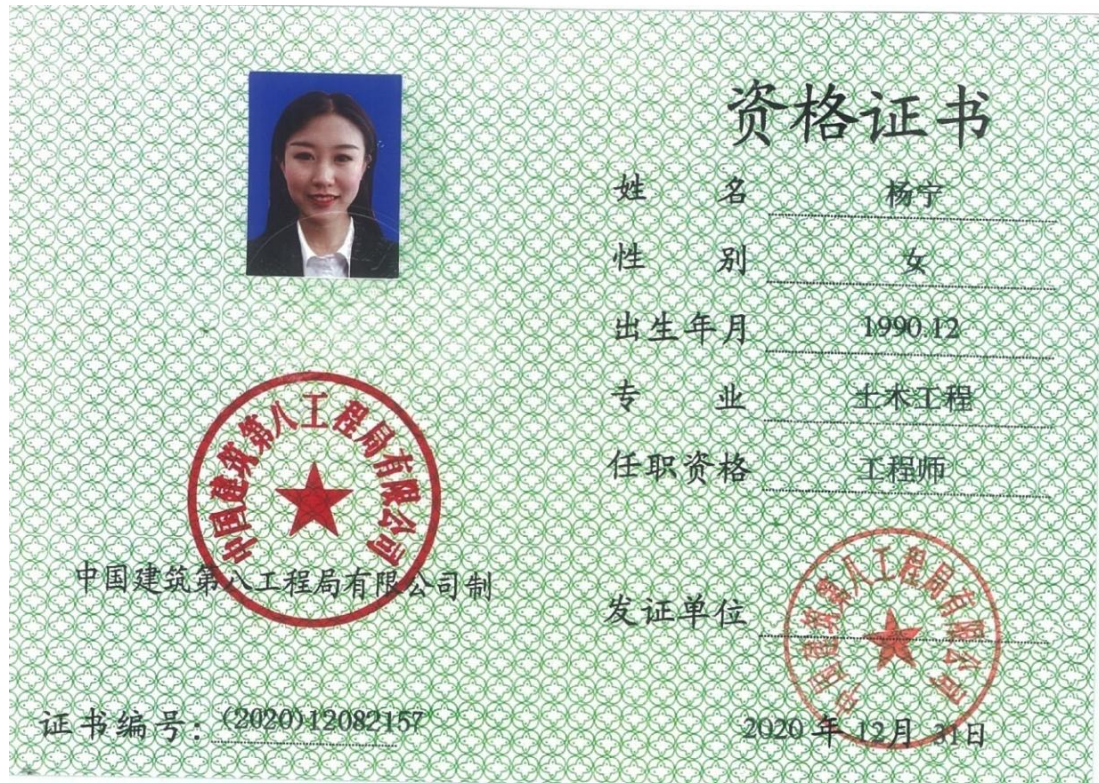 中国建筑第八工程局有限公司
中国建筑第八工程局有限公司制
证书编号：(2020)12082157
资格证书
姓 名 杨宁
性 别 女
出生年月 1990.12
专 业 土木工程
任职资格 工程师
发证单位
中国建筑第八工程局有限公司
2020 年 12月 31日